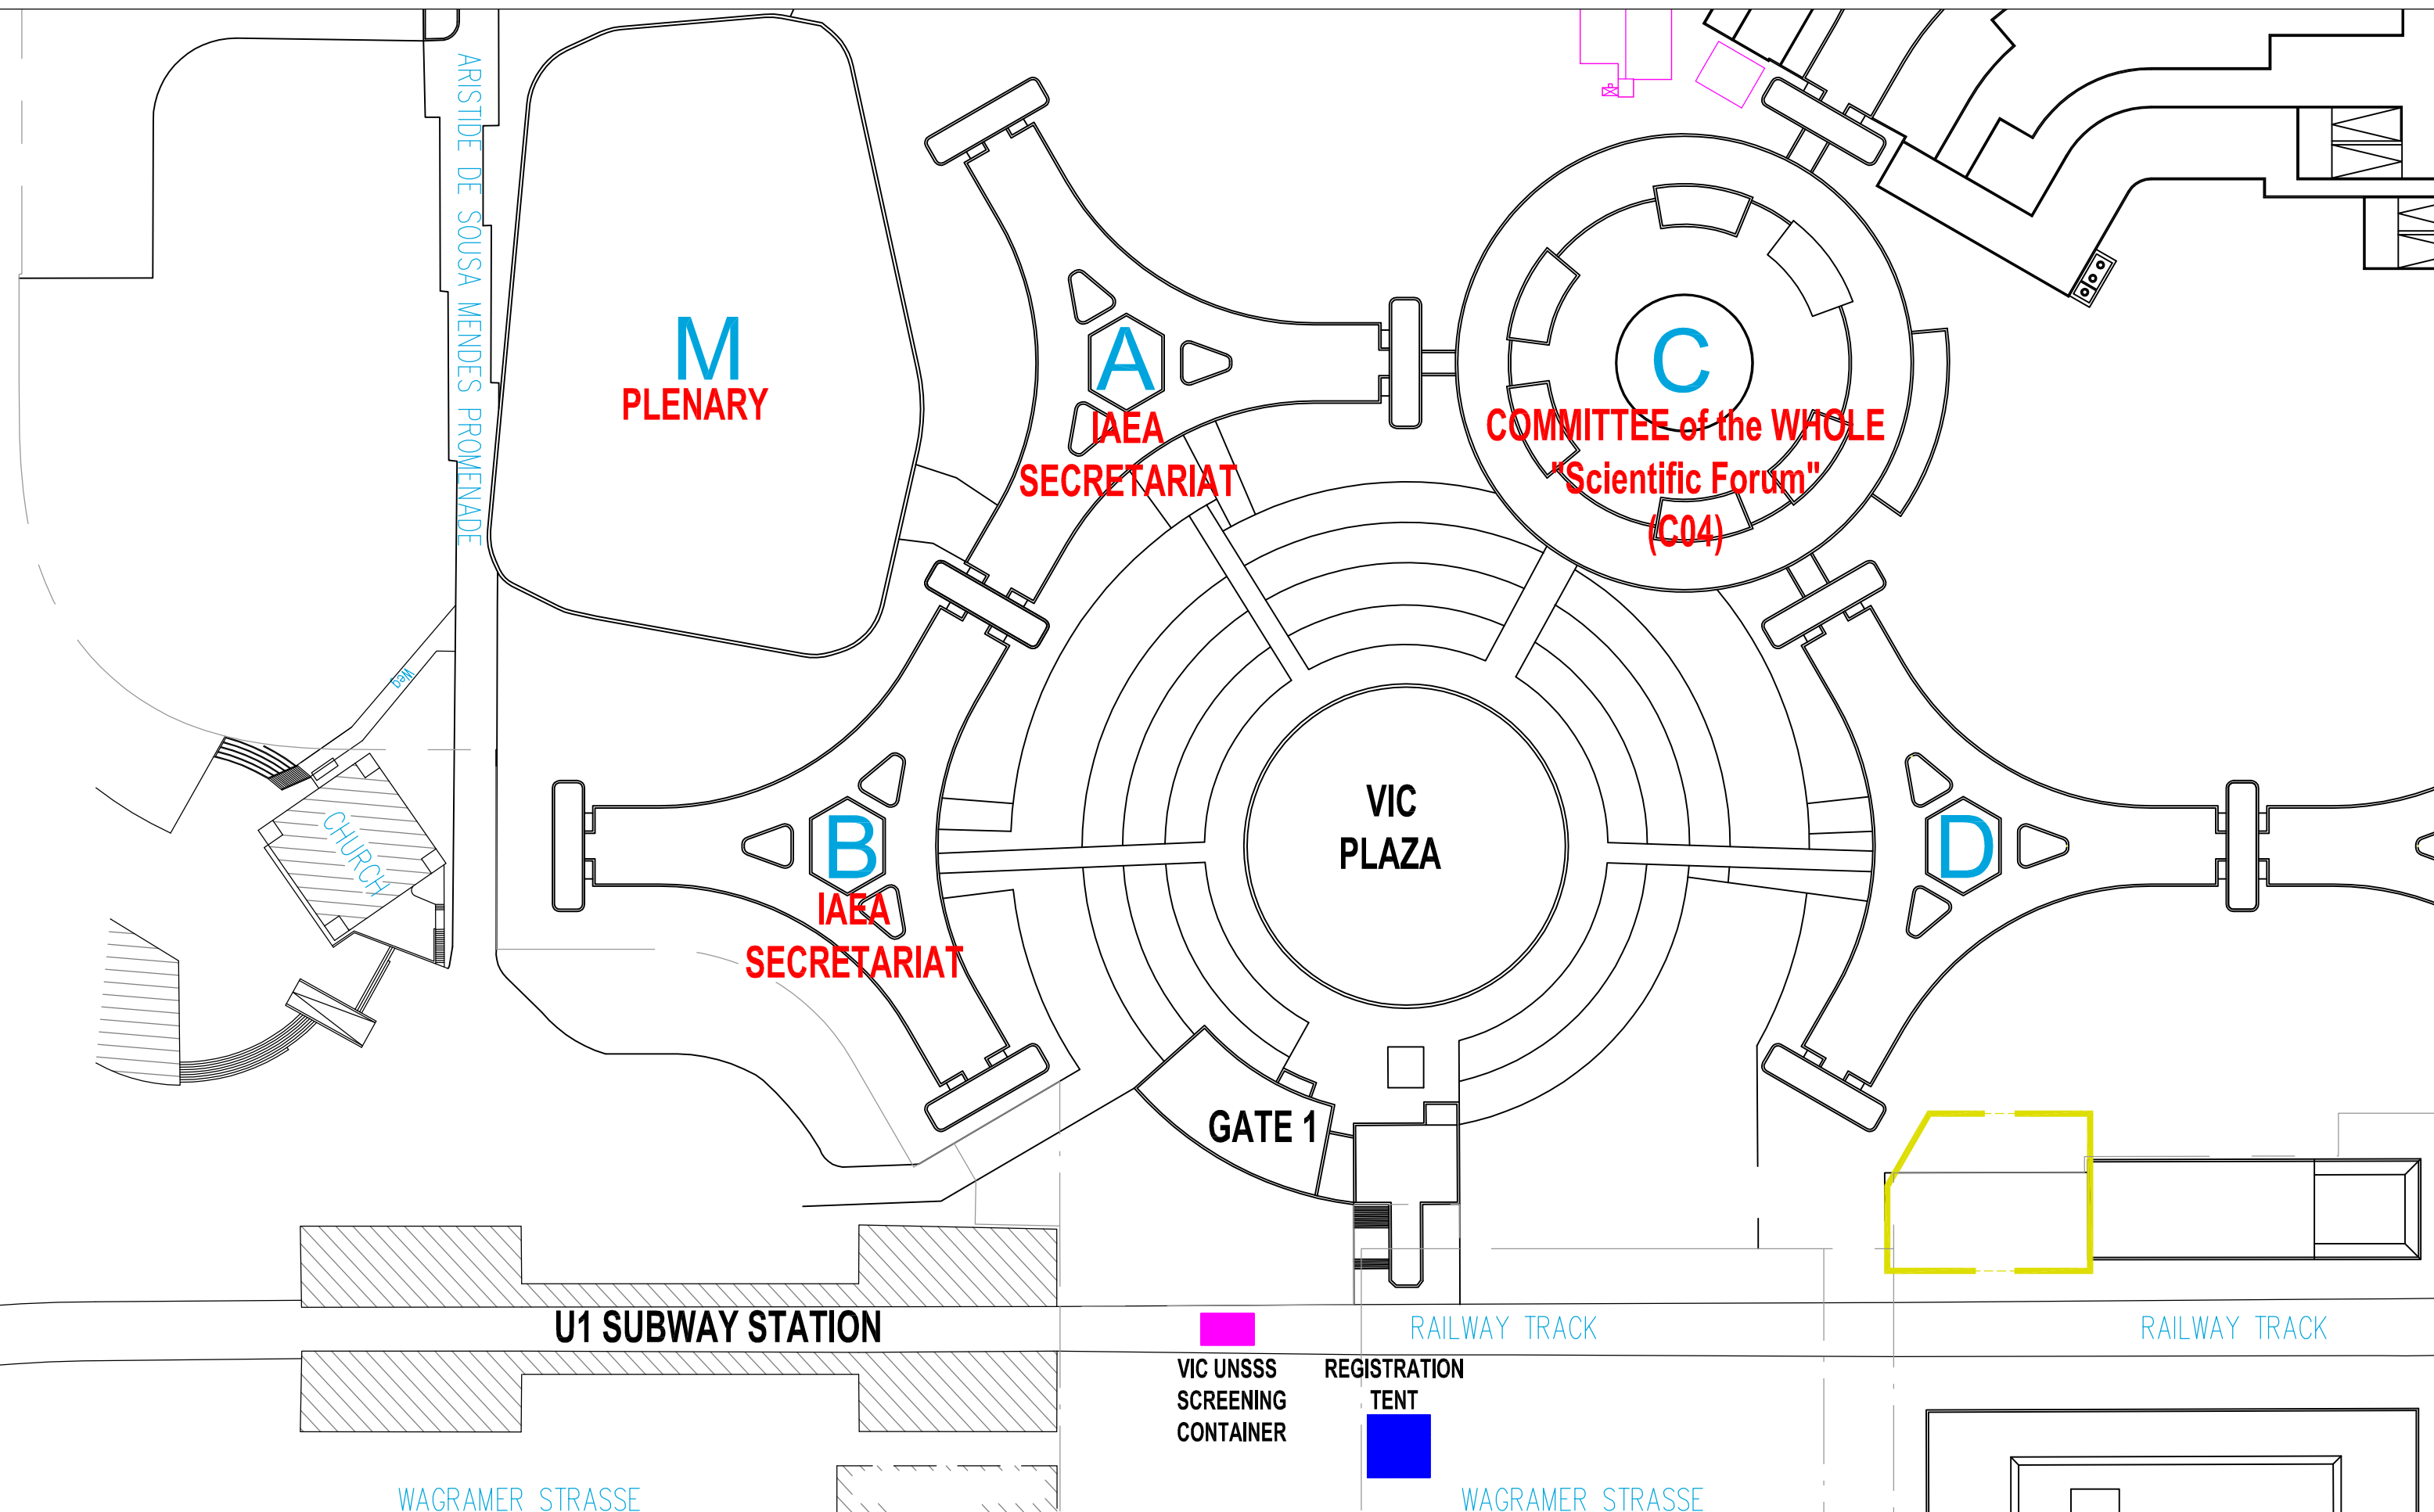 ARISTIDE DE SOUSA MENDES PROMENADE
M
PLENARY
A
IAEA
SECRETARIAT
C
COMMITTEE of the WHOLE
"Scientific Forum"
(C04)
Weg
CHURCH
B
IAEA
SECRETARIAT
VIC
PLAZA
D
GATE 1
U1 SUBWAY STATION
RAILWAY TRACK
RAILWAY TRACK
VIC UNSSS
SCREENING
CONTAINER
REGISTRATION
TENT
WAGRAMER STRASSE
WAGRAMER STRASSE